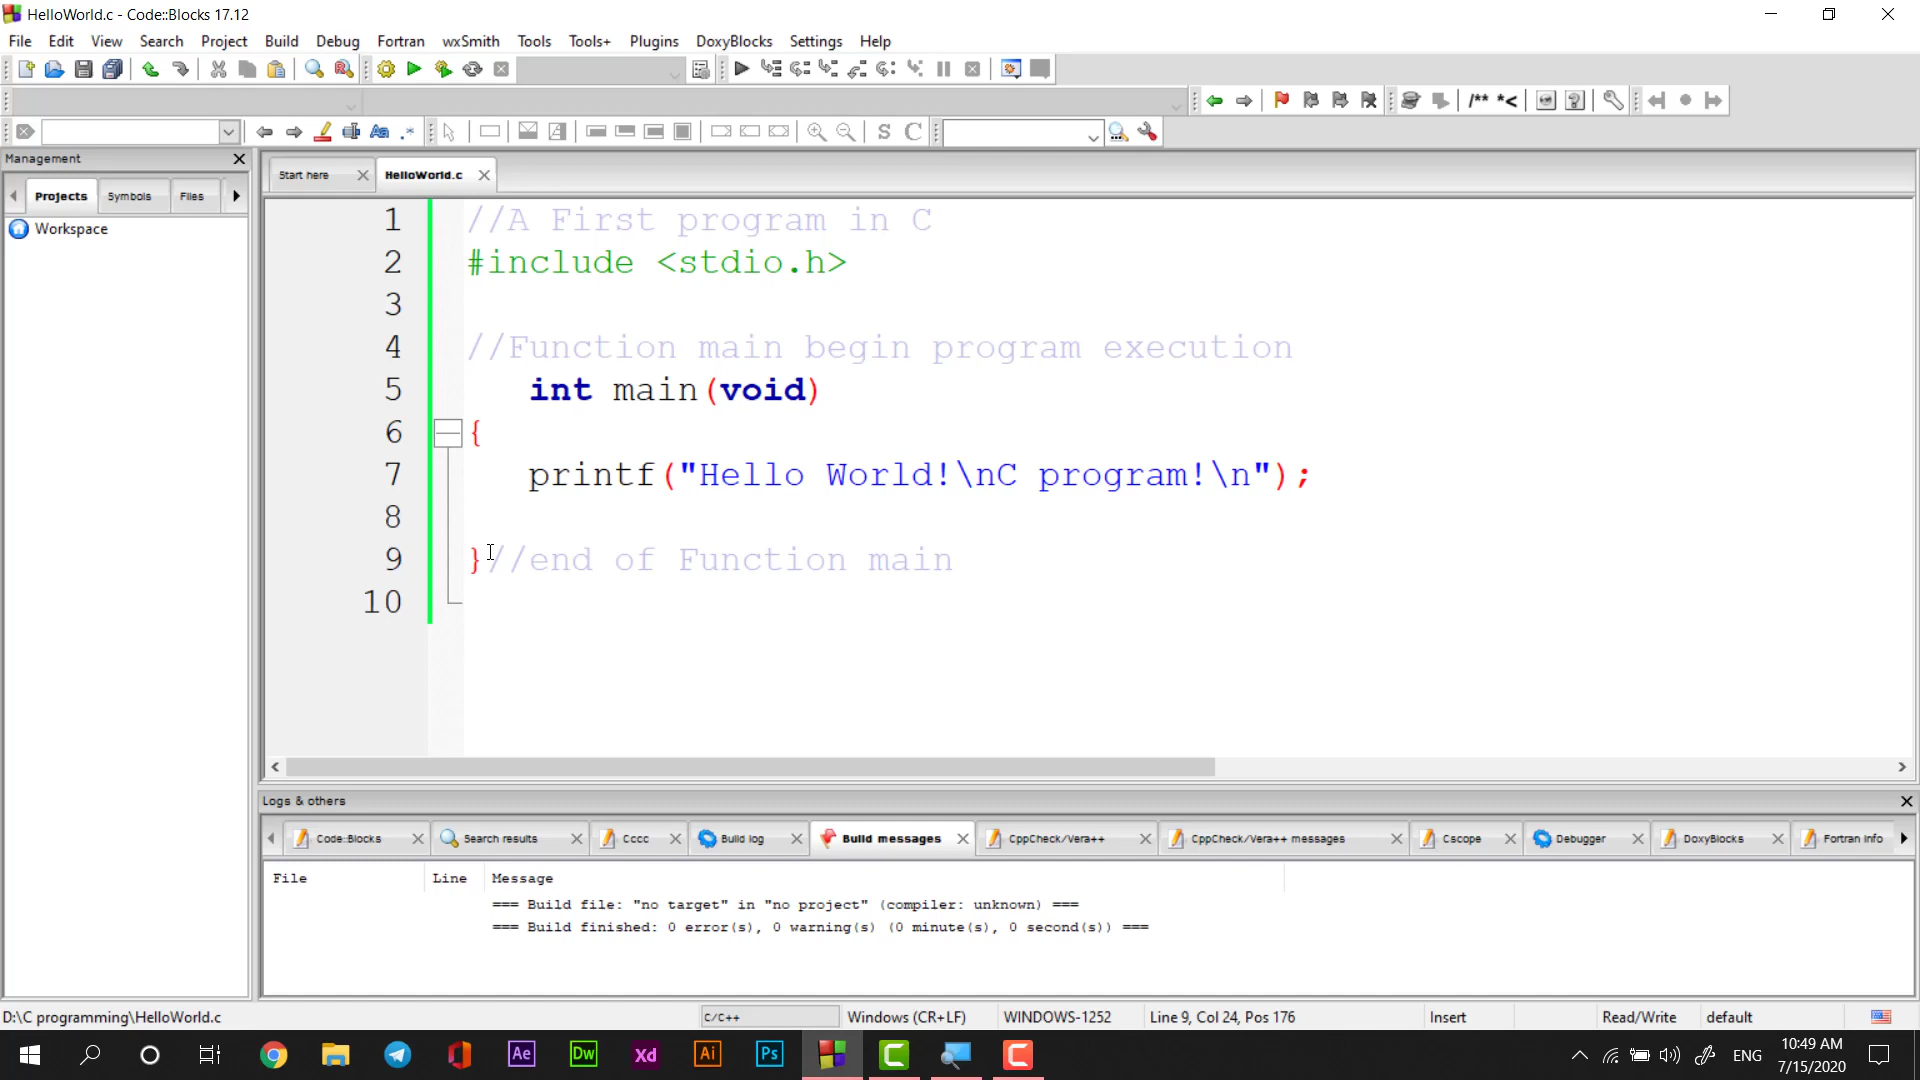 HelloWorld.c - Code::Blocks 17.12
File Edit View Search Project Build Debug Fortran wxSmith Tools Tools+ Plugins DoxyBlocks Settings Help
/** *<
Aa .*
S C
Management
Start here HelloWorld.c
Projects Symbols Files
Workspace
1 //A First program in C
2 #include <stdio.h>
3
4 //Function main begin program execution
5 int main(void)
6 {
7 printf("Hello World!\nC program!\n");
8
9 }//end of Function main
10
Logs & others
Code::Blocks Search results Cccc Build log Build messages CppCheck/Vera++ CppCheck/Vera++ messages Cscope Debugger DoxyBlocks Fortran info
File Line Message
=== Build file: "no target" in "no project" (compiler: unknown) ===
=== Build finished: 0 error(s), 0 warning(s) (0 minute(s), 0 second(s)) ===
D:\C programming\HelloWorld.c C/C++ Windows (CR+LF) WINDOWS-1252 Line 9, Col 24, Pos 176 Insert Read/Write default
Ae Dw Xd Ai Ps C C ENG
10:49 AM
7/15/2020